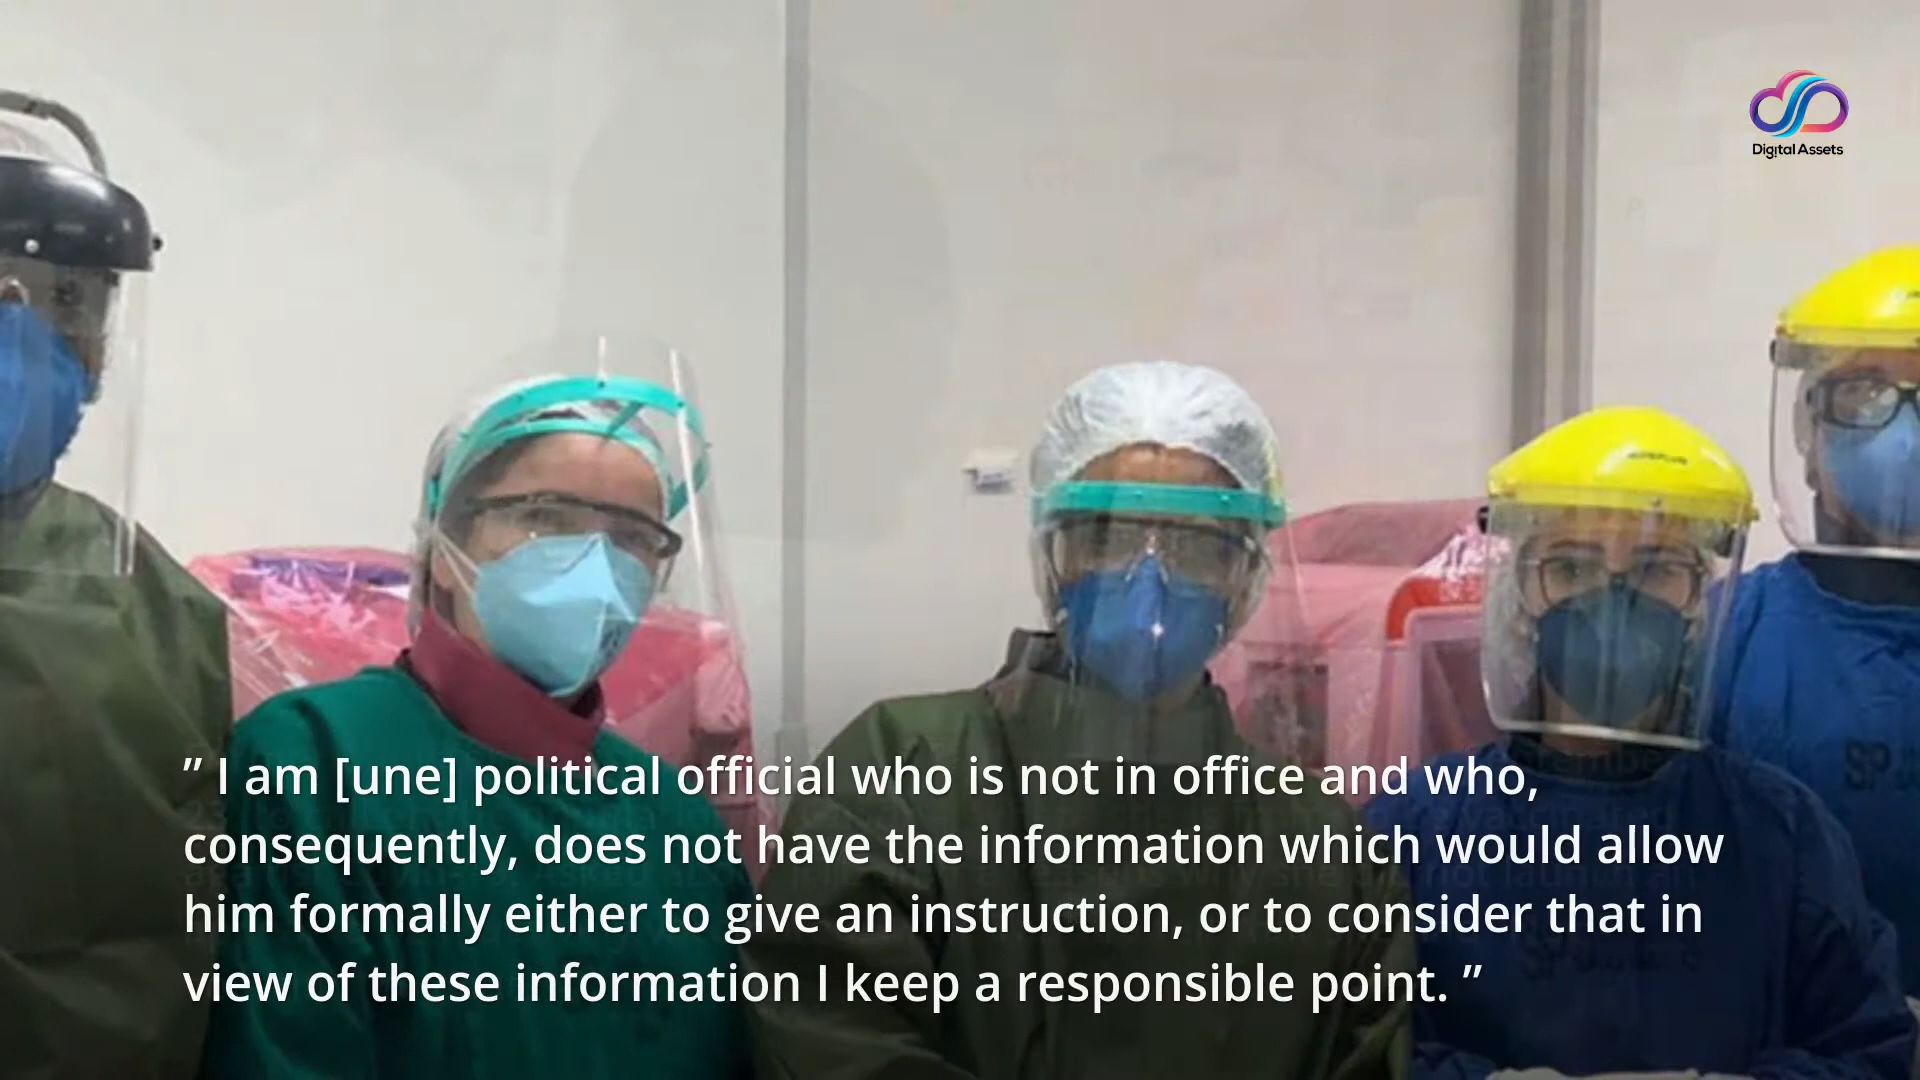 Digital Assets
” I am [une] political official who is not in office and who,
consequently, does not have the information which would allow
him formally either to give an instruction, or to consider that in
view of these information I keep a responsible point. ”